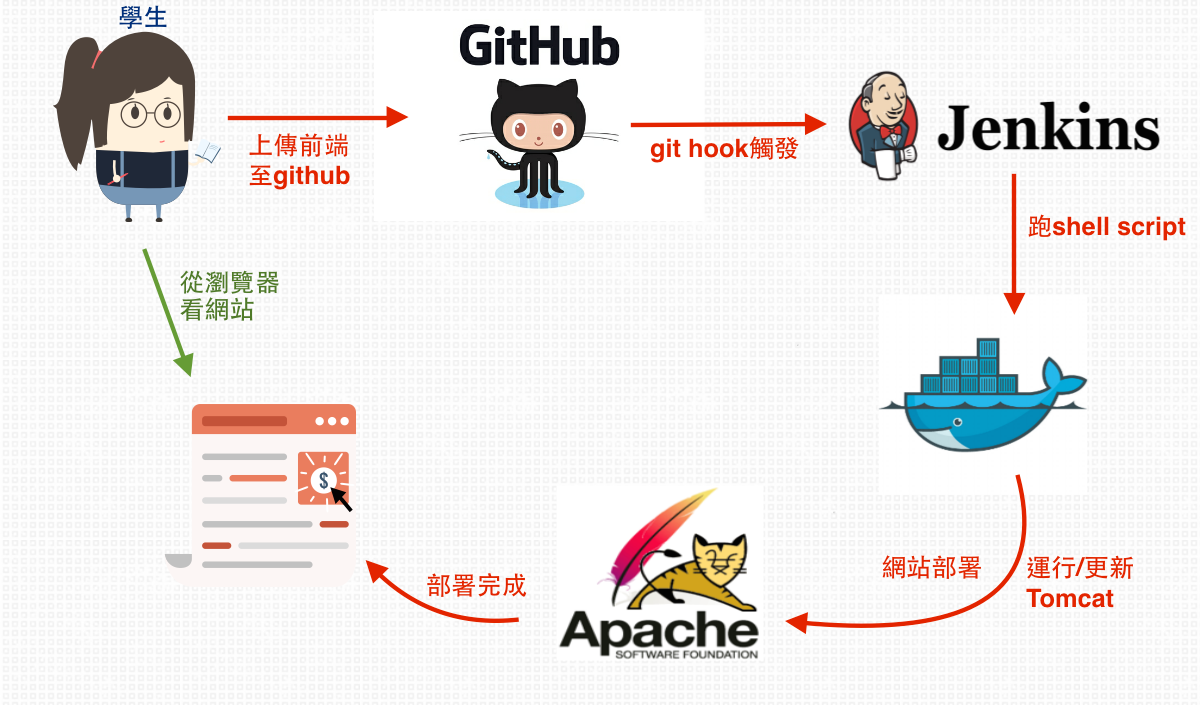 學生
GitHub
上傳前端
至github
git hook觸發
Jenkins
跑shell script
從瀏覽器
看網站
$
網站部署
運行/更新
Tomcat
部署完成
Apache
SOFTWARE FOUNDATION